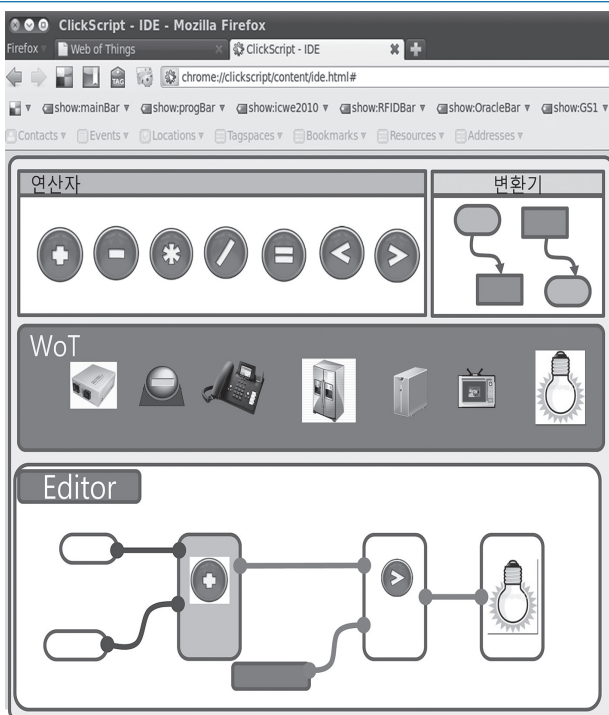 ClickScript - IDE - Mozilla Firefox
Firefox Web of Things ClickScript - IDE
TAG chrome://clickscript/content/ide.html#
show:mainBar show:progBar show:icwe2010 show:RFIDBar show:OracleBar show:GS1
Contacts Events Locations Tagspaces Bookmarks Resources Addresses
연산자 변환기
+ - * / = < >
WoT
Editor
+ >